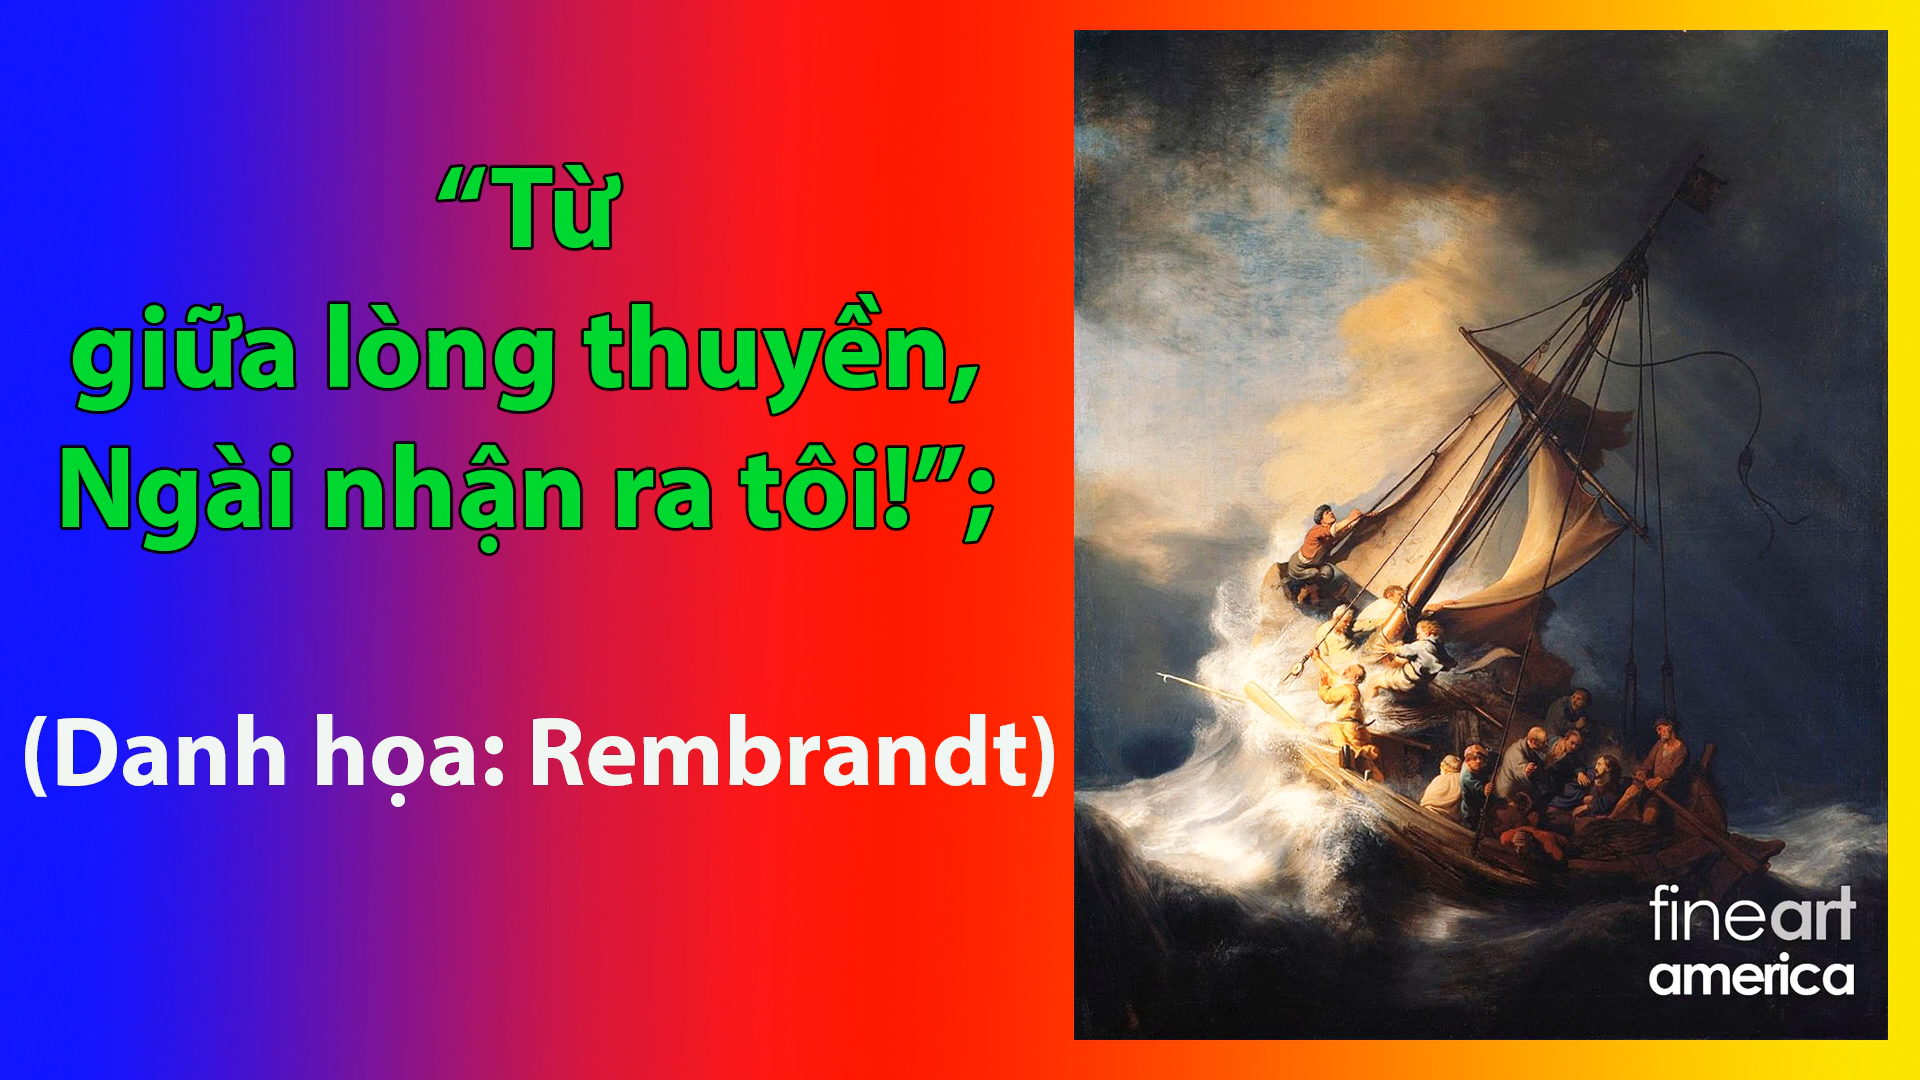 “Từ
giữa lòng thuyền,
Ngài nhận ra tôi!”;
(Danh họa: Rembrandt)
fineart
america